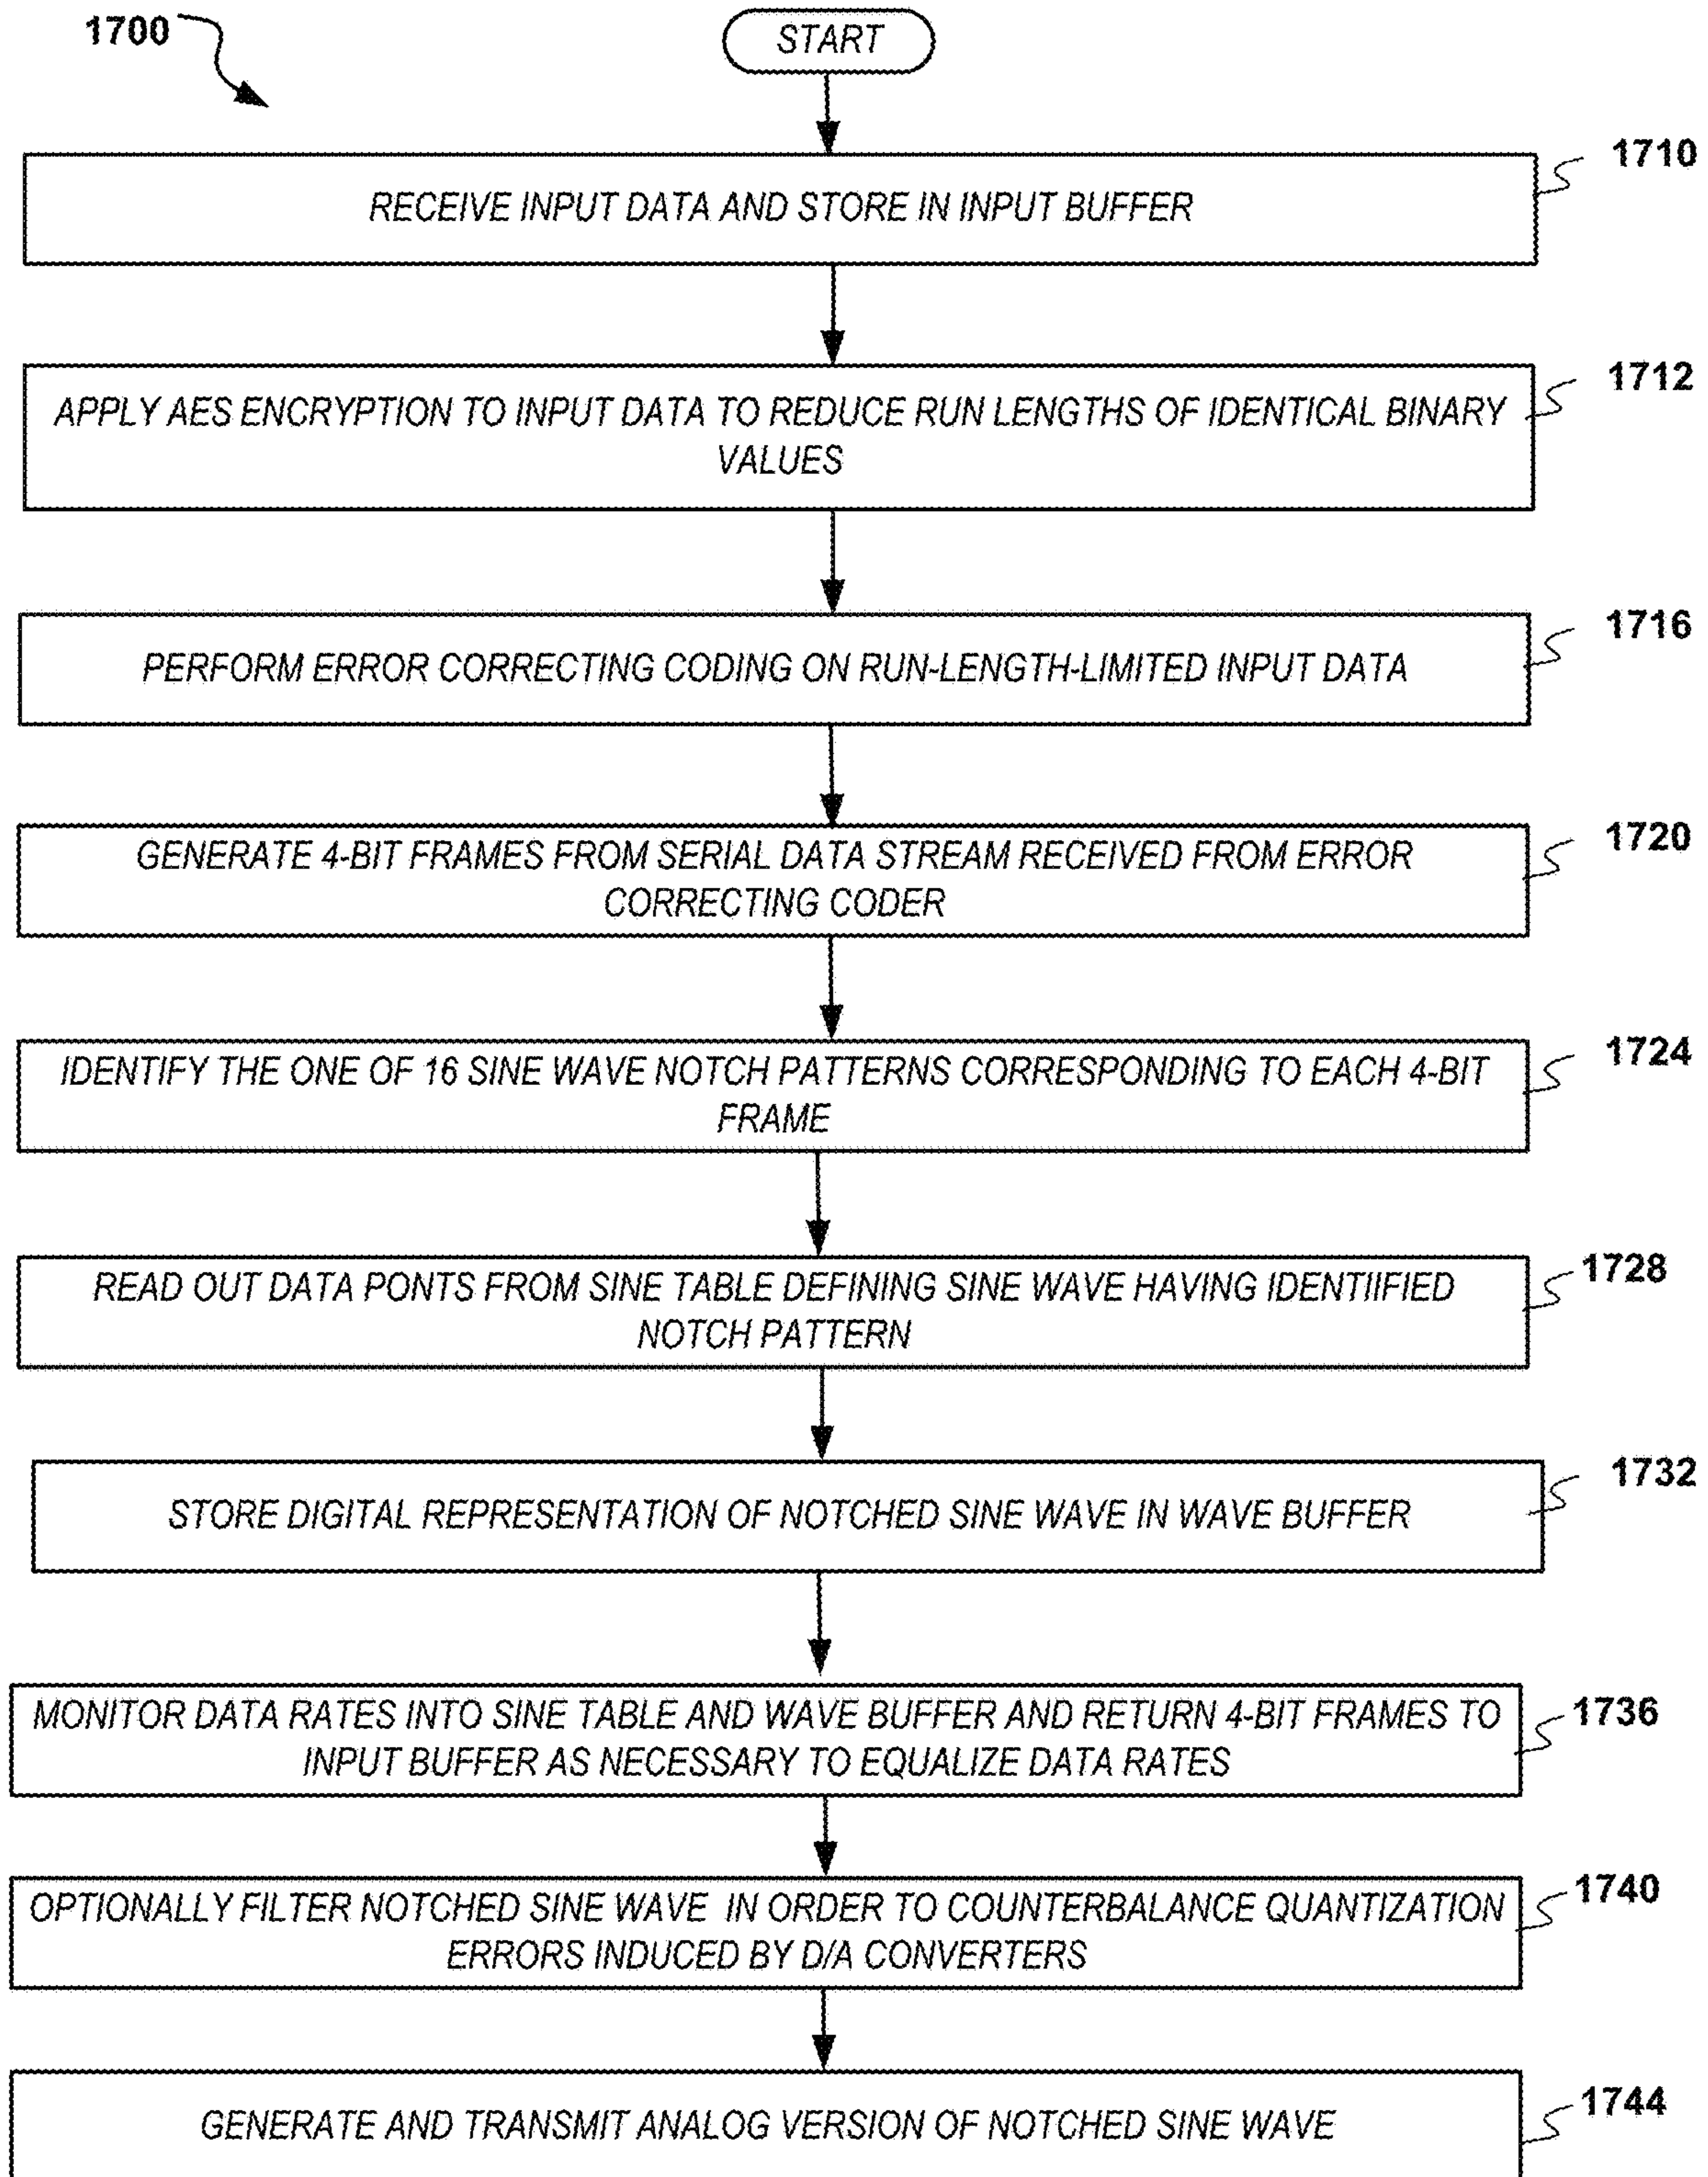 1700
START
1710
RECEIVE INPUT DATA AND STORE IN INPUT BUFFER
1712
APPLY AES ENCRYPTION TO INPUT DATA TO REDUCE RUN LENGTHS OF IDENTICAL BINARY
VALUES
1716
PERFORM ERROR CORRECTING CODING ON RUN-LENGTH-LIMITED INPUT DATA
1720
GENERATE 4-BIT FRAMES FROM SERIAL DATA STREAM RECEIVED FROM ERROR
CORRECTING CODER
1724
IDENTIFY THE ONE OF 16 SINE WAVE NOTCH PATTERNS CORRESPONDING TO EACH 4-BIT
FRAME
1728
READ OUT DATA PONTS FROM SINE TABLE DEFINING SINE WAVE HAVING IDENTIIFIED
NOTCH PATTERN
1732
STORE DIGITAL REPRESENTATION OF NOTCHED SINE WAVE IN WAVE BUFFER
1736
MONITOR DATA RATES INTO SINE TABLE AND WAVE BUFFER AND RETURN 4-BIT FRAMES TO
INPUT BUFFER AS NECESSARY TO EQUALIZE DATA RATES
1740
OPTIONALLY FILTER NOTCHED SINE WAVE IN ORDER TO COUNTERBALANCE QUANTIZATION
ERRORS INDUCED BY D/A CONVERTERS
1744
GENERATE AND TRANSMIT ANALOG VERSION OF NOTCHED SINE WAVE